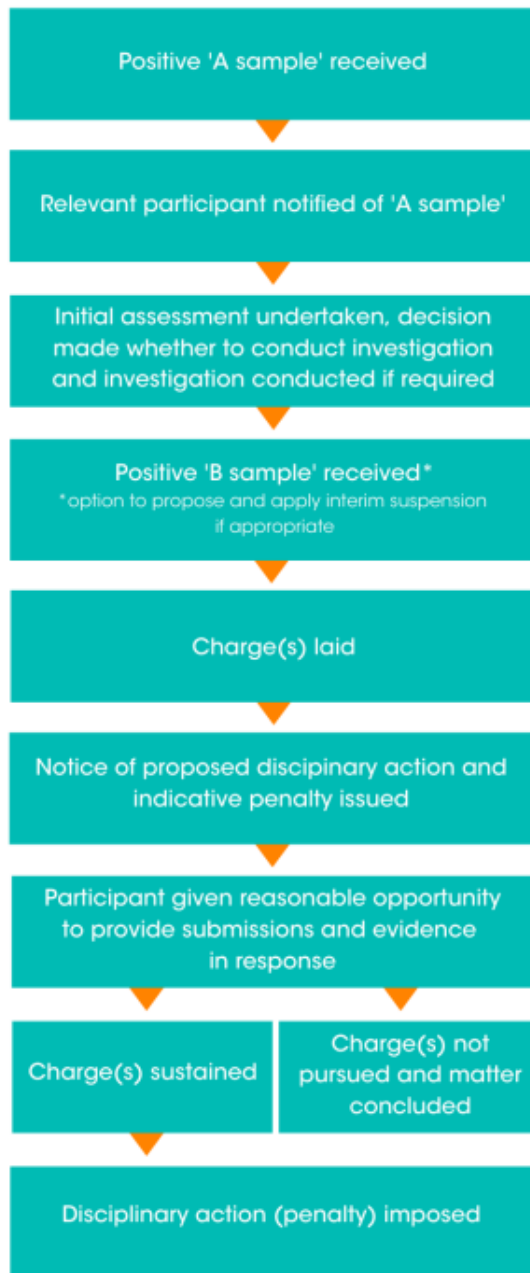 Positive 'A sample' received
Relevant participant notified of 'A sample'
Initial assessment undertaken, decision
made whether to conduct investigation
and investigation conducted if required
Positive 'B sample' received*
*option to propose and apply interim suspension
if appropriate
Charge(s) laid
Notice of proposed discipinary action and
indicative penalty issued
Participant given reasonable opportunity
to provide submissions and evidence
in response
Charge(s) sustained
Charge(s) not
pursued and matter
concluded
Disciplinary action (penalty) imposed